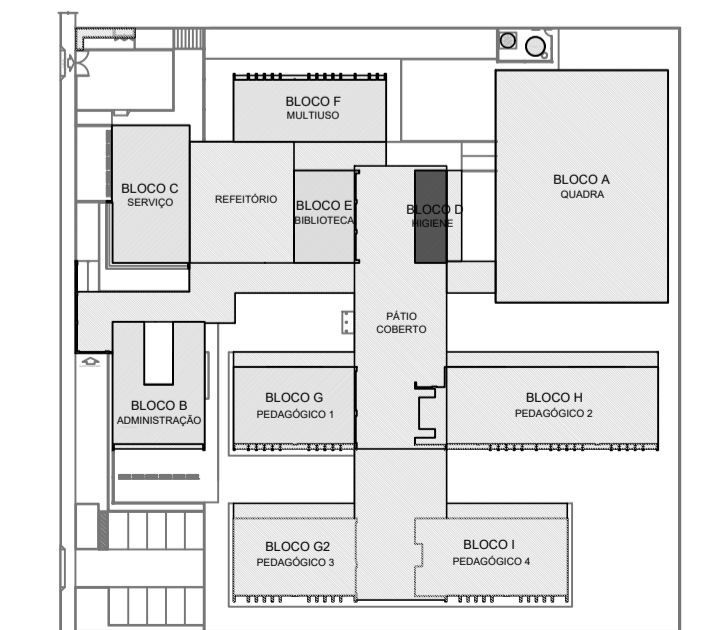 BLOCO F
MULTIUSO
BLOCO A
QUADRA
BLOCO C
SERVIÇO
REFEITÓRIO
BLOCO E
BIBLIOTECA
BLOCO D
HIGIENE
PÁTIO
COBERTO
BLOCO B
ADMINISTRAÇÃO
BLOCO G
PEDAGÓGICO 1
BLOCO H
PEDAGÓGICO 2
BLOCO G2
PEDAGÓGICO 3
BLOCO I
PEDAGÓGICO 4